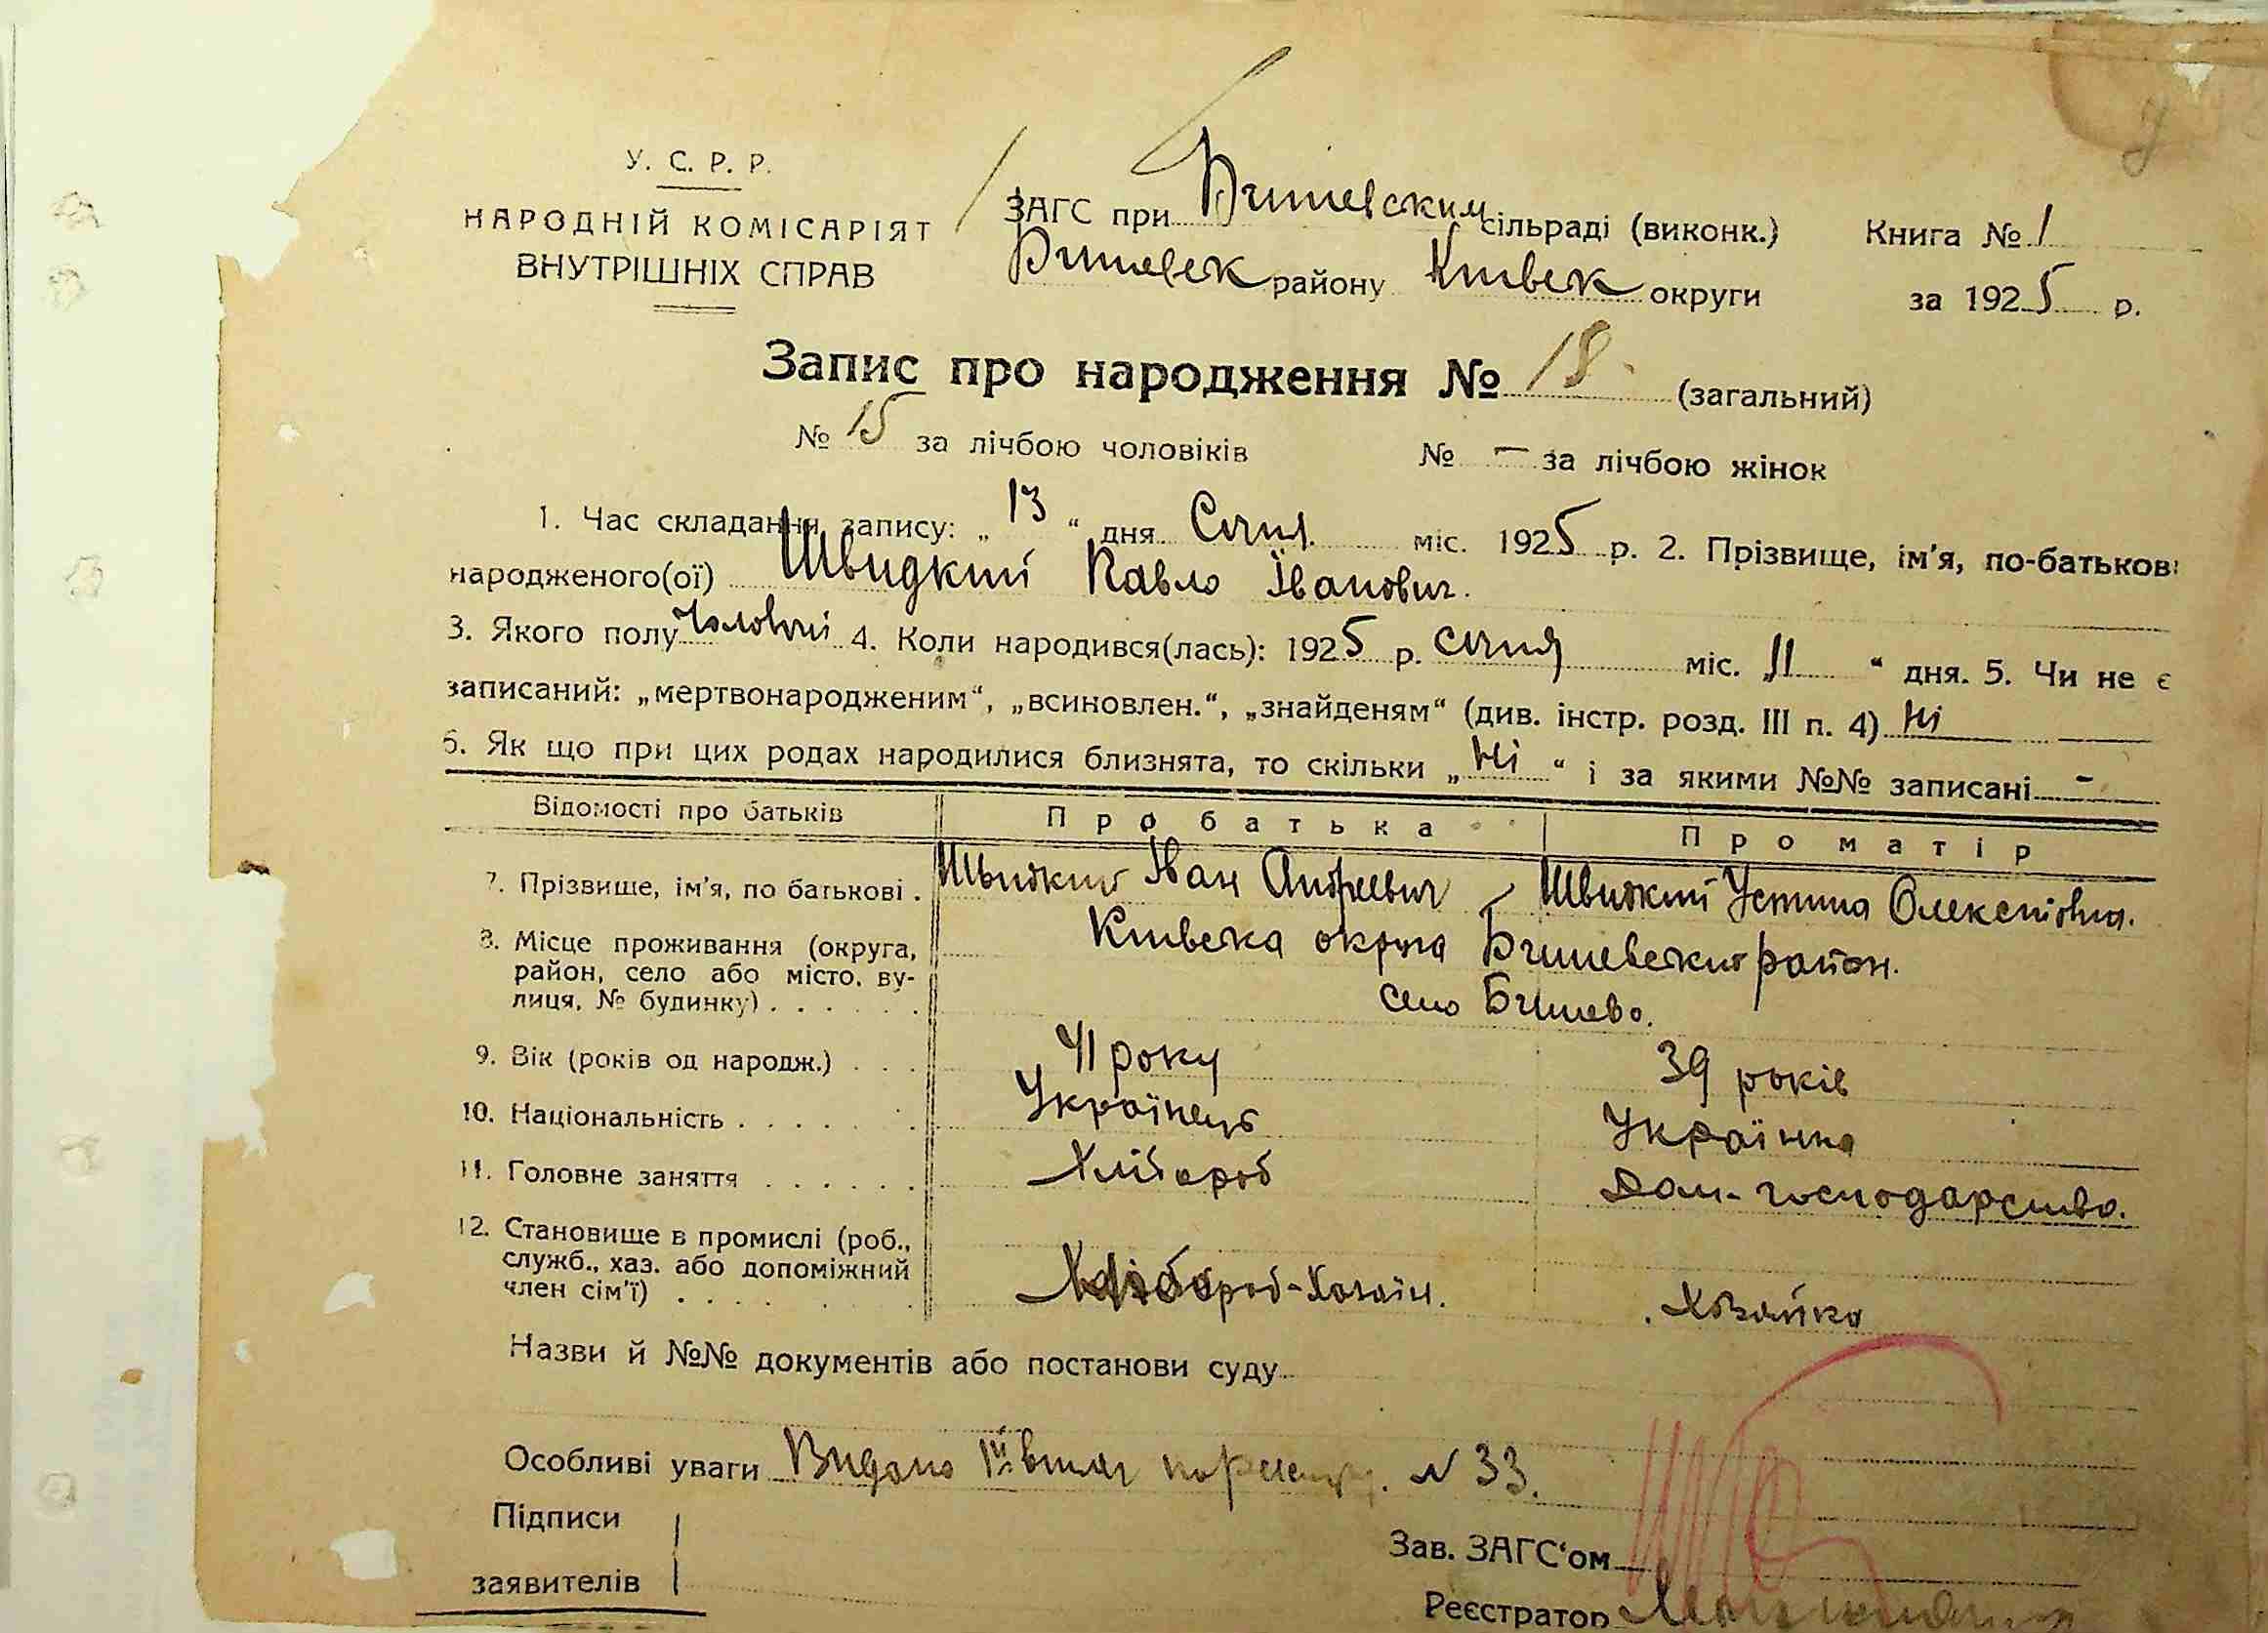 У. С. Р. Р.
НАРОДНІЙ КОМІСАРІЯТ
ВНУТРІШНІХ СПРАВ
ЗАГС при Бишевским сільраді (виконк.) Книга № 1
Бишевск району Київск округи за 1925 р.
Запис про народження № 18 (загальний)
№ 15 за лічбою чоловіків № — за лічбою жінок
1. Час складання запису: „ 13 “ дня Січня міс. 1925 р. 2. Прізвище, ім'я, по-батькові
народженого(ої) Швидкий Павло Іванович.
3. Якого полу 4. Коли народився(лась): 1925 р. січня міс. „11 “ дня. 5. Чи не є
записаний: „мертвонародженим“, „всиновлен.“, „знайденям“ (див. інстр. розд. III п. 4) Ні
6. Як що при цих родах народилися близнята, то скільки „ Ні “ і за якими №№ записані -
Відомості про батьків Про батька Про матір
7. Прізвище, ім'я, по батькові . Швидкий Іван Андреєвич Швидкий Устина Олексіївна.
8. Місце проживання (округа, Київска округа Бишевский район.
район, село або місто, ву-
лиця, № будинку) . . . . . . село Бишево.
9. Вік (років од народж.) . . . 41 року 39 років
10. Національність . . . . . . Українець Українка
11. Головне заняття . . . . . . Хлібороб Дом-господарство.
12. Становище в промислі (роб.,
служб., хаз. або допоміжний
член сім'ї) . . . . Хлібороб-Хозаїн. Хозяйка
Назви й №№ документів або постанови суду
Особливі уваги Видано N 33.
Підписи
заявителів
Зав. ЗАГС'ом
Реєстратор